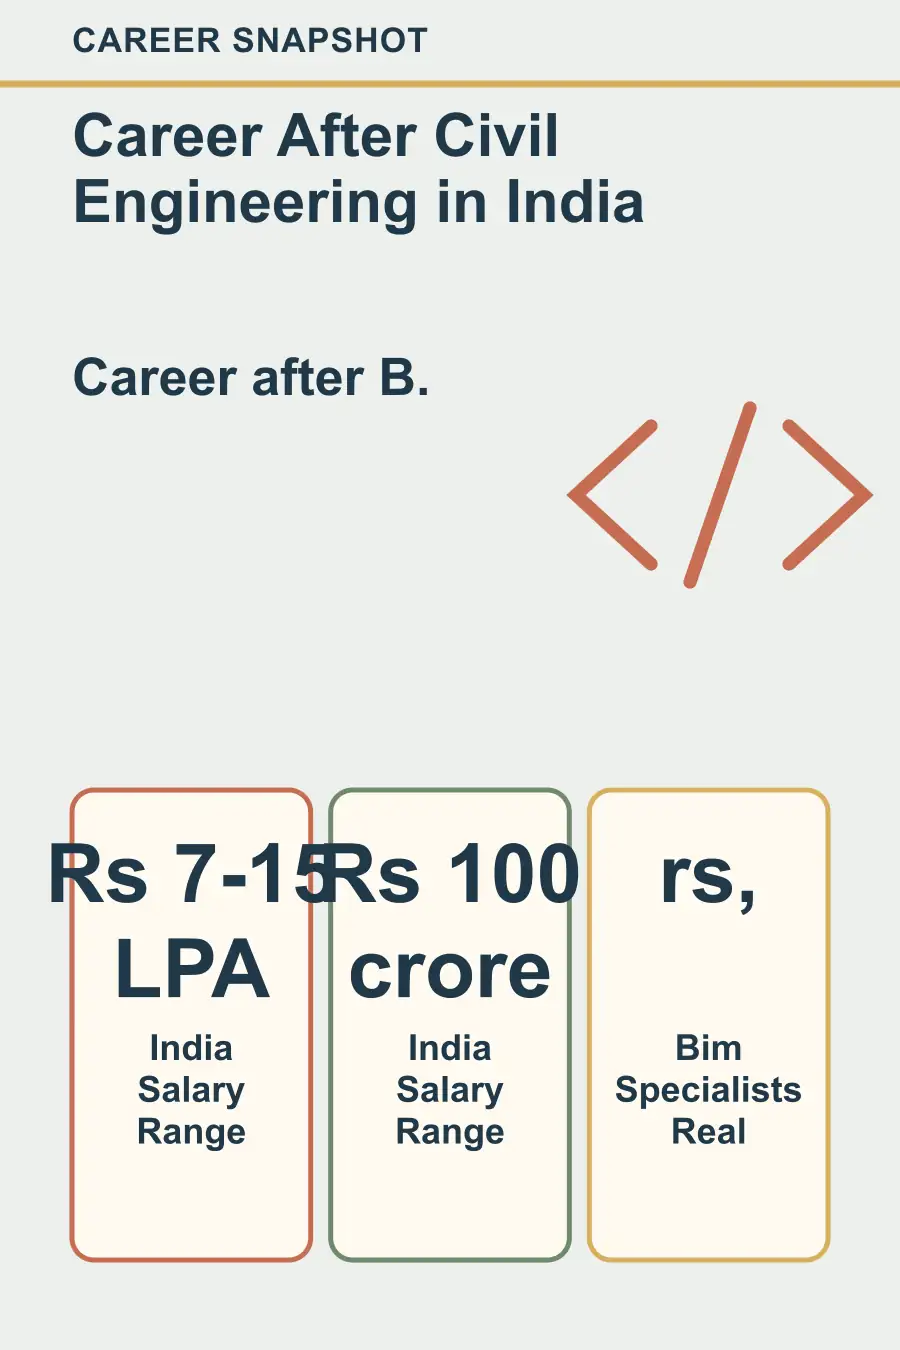 CAREER SNAPSHOT
Career After Civil
Engineering in India
Career after B.
</>
Rs 7-15
LPA
India
Salary
Range
Rs 100
crore
India
Salary
Range
rs,
Bim
Specialists
Real